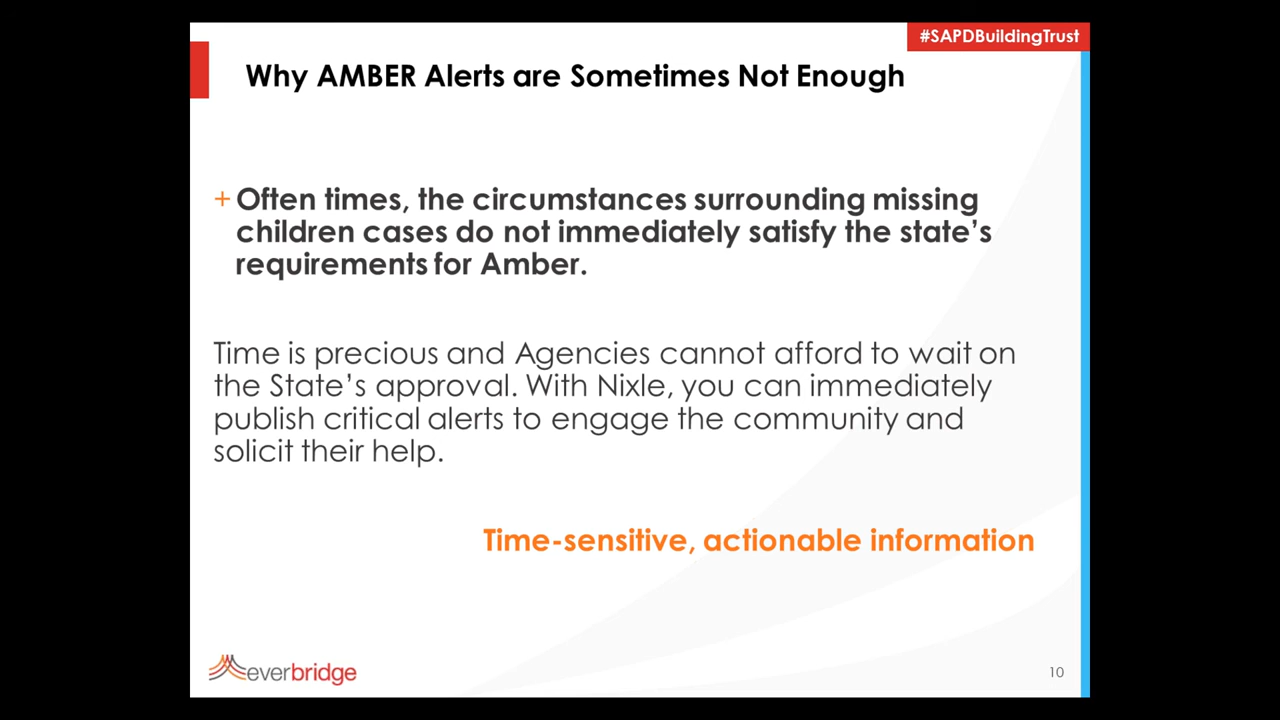 #SAPDBuildingTrust
Why AMBER Alerts are Sometimes Not Enough
+ Often times, the circumstances surrounding missing
children cases do not immediately satisfy the state’s
requirements for Amber.
Time is precious and Agencies cannot afford to wait on
the State’s approval. With Nixle, you can immediately
publish critical alerts to engage the community and
solicit their help.
Time-sensitive, actionable information
everbridge
10